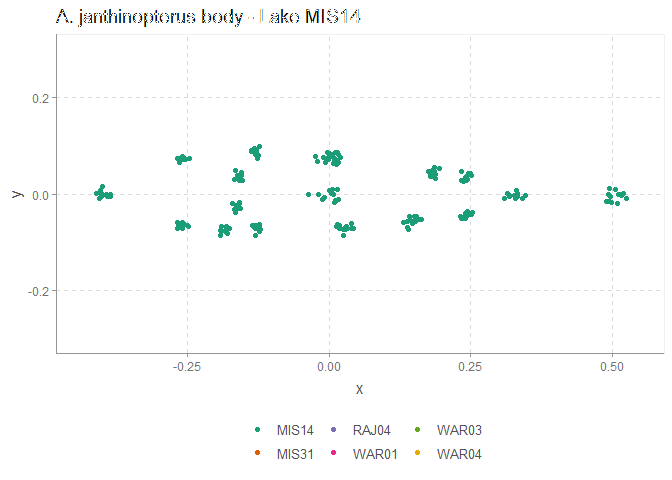 A. janthinopterus body - Lake MIS14
0.2
y
0.0
-0.2
-0.25 0.00 0.25 0.50
x
MIS14 RAJ04 WAR03
MIS31 WAR01 WAR04